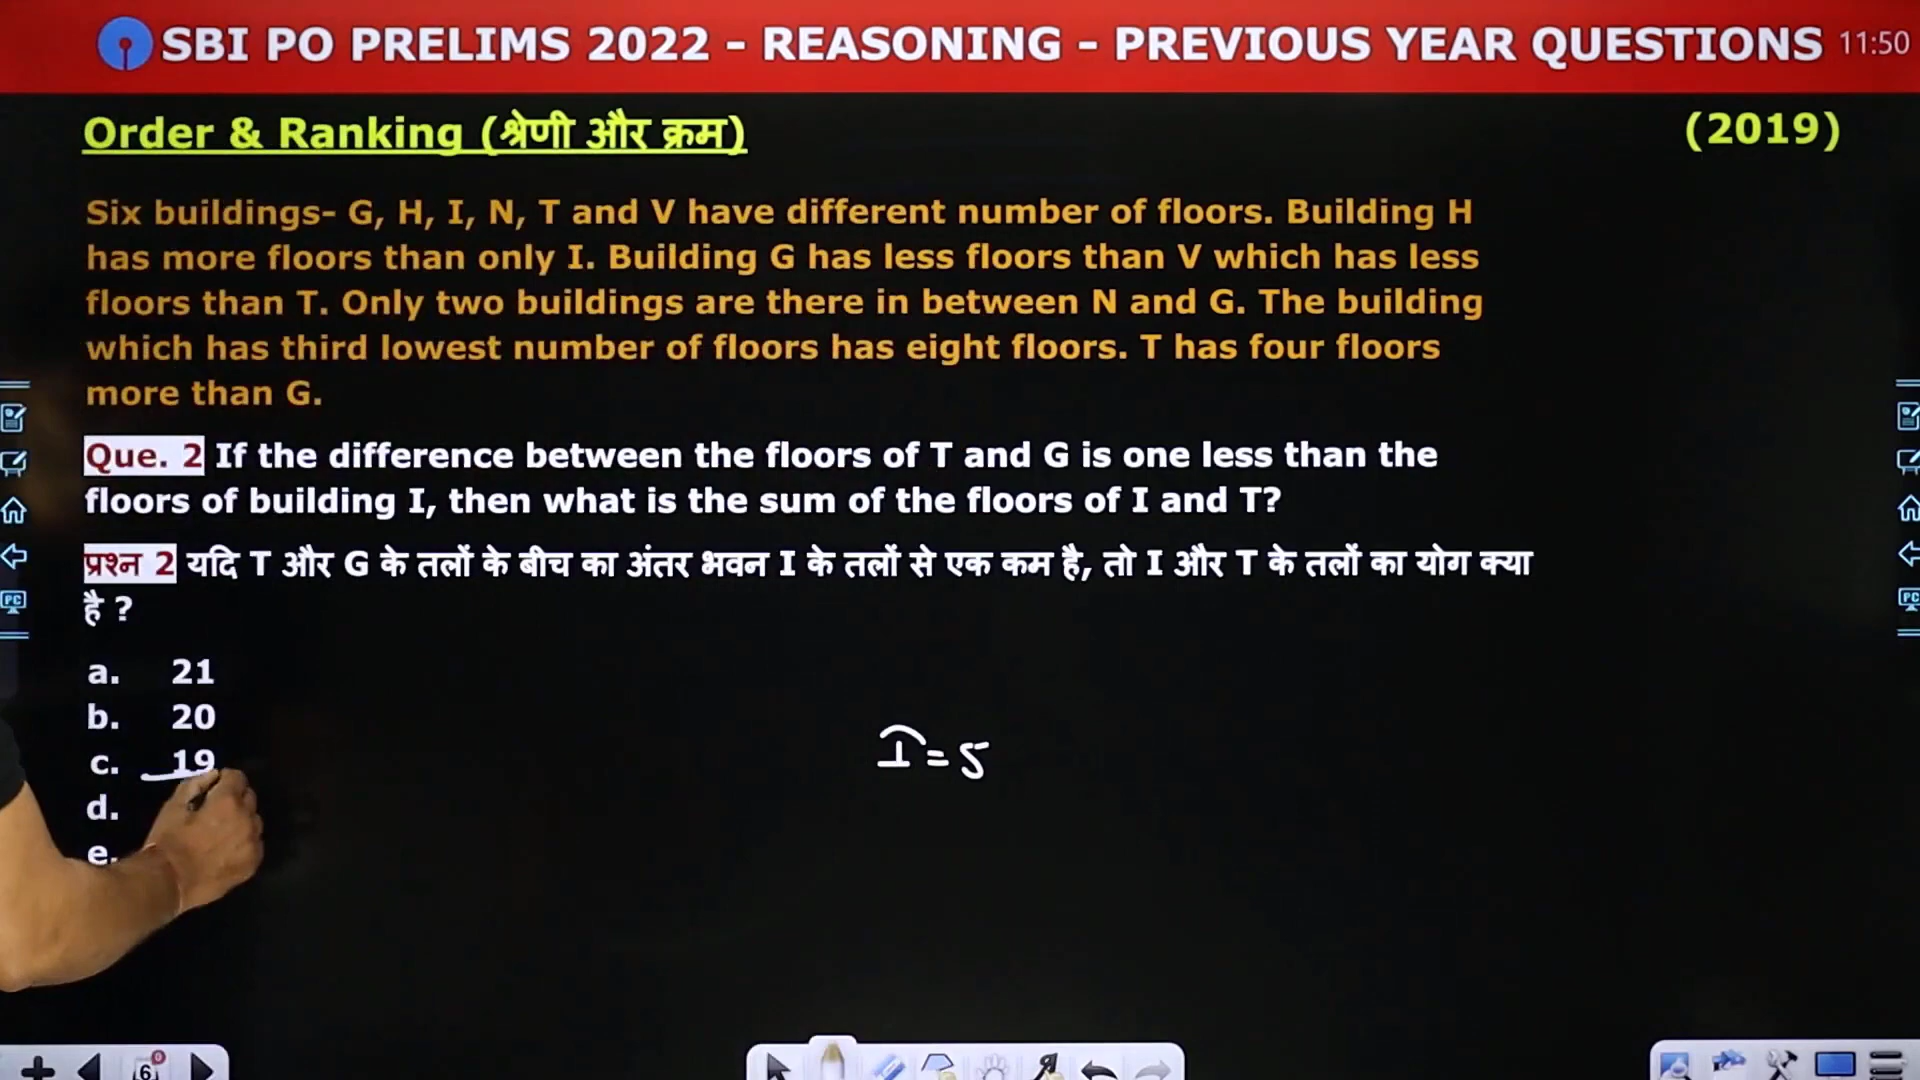 SBI PO PRELIMS 2022 - REASONING - PREVIOUS YEAR QUESTIONS 11:50
Order & Ranking (श्रेणी और क्रम) (2019)
Six buildings- G, H, I, N, T and V have different number of floors. Building H
has more floors than only I. Building G has less floors than V which has less
floors than T. Only two buildings are there in between N and G. The building
which has third lowest number of floors has eight floors. T has four floors
more than G.
Que. 2 If the difference between the floors of T and G is one less than the
floors of building I, then what is the sum of the floors of I and T?
प्रश्न 2 यदि T और G के तलों के बीच का अंतर भवन I के तलों से एक कम है, तो I और T के तलों का योग क्या
है ?
a. 21
b. 20
c. 19
d.
e.
I = 5
PC
PC
6
0